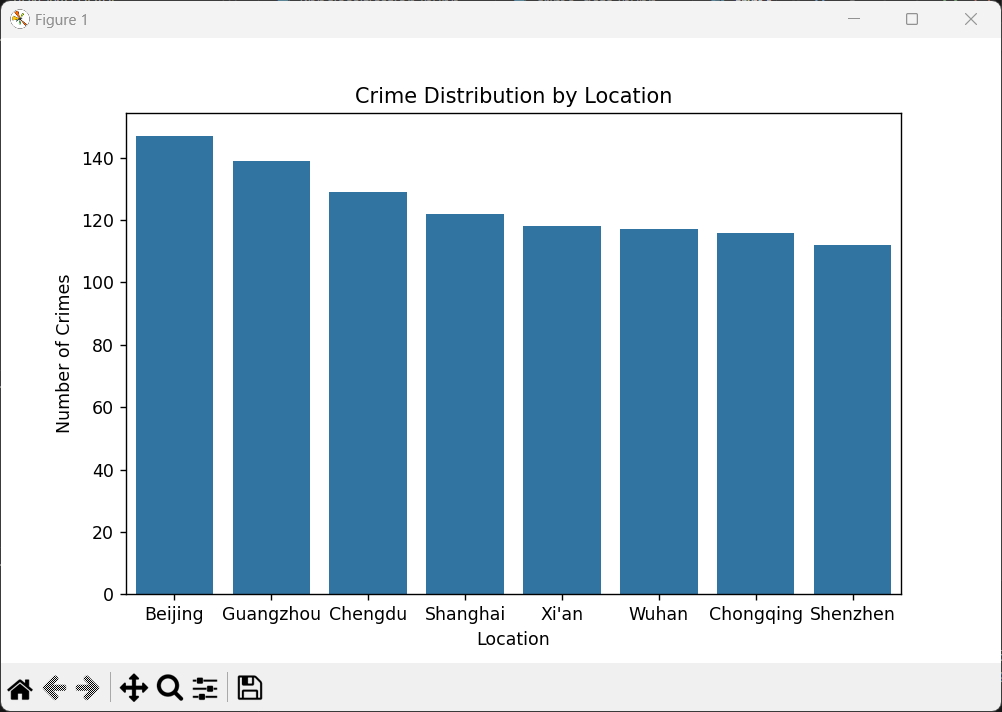 Figure 1
Crime Distribution by Location
Number of Crimes
140
120
100
80
60
40
20
0
Beijing Guangzhou Chengdu Shanghai Xi'an Wuhan Chongqing Shenzhen
Location